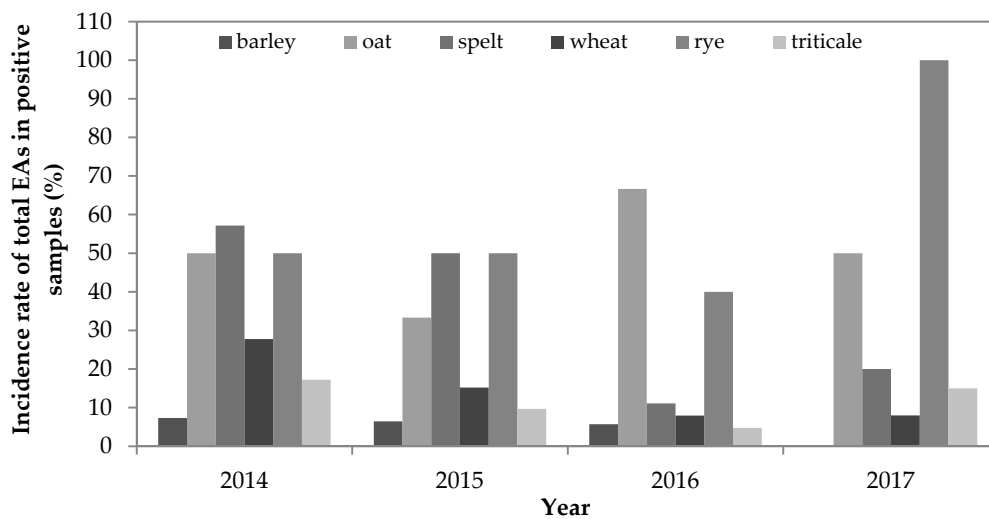 Incidence rate of total EAs in positive
samples (%)
110
100
90
80
70
60
50
40
30
20
10
0
barley oat spelt wheat rye triticale
2014 2015 2016 2017
Year